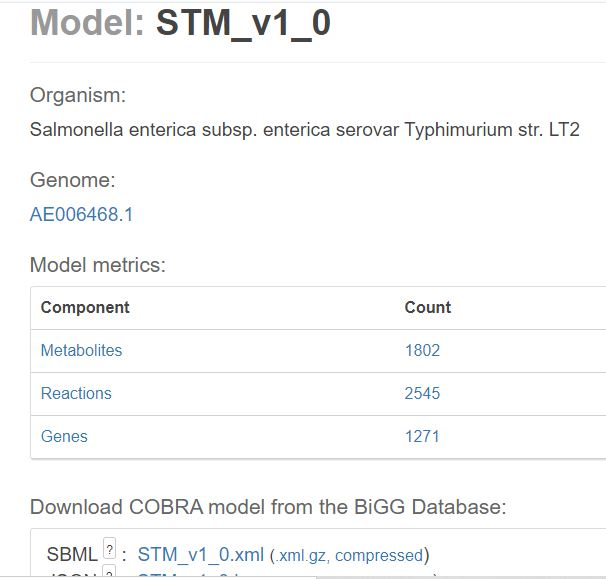 Model: STM_v1_0
Organism:
Salmonella enterica subsp. enterica serovar Typhimurium str. LT2
Genome:
AE006468.1
Model metrics:
Component Count
Metabolites 1802
Reactions 2545
Genes 1271
Download COBRA model from the BiGG Database:
SBML ? : STM_v1_0.xml (.xml.gz, compressed)